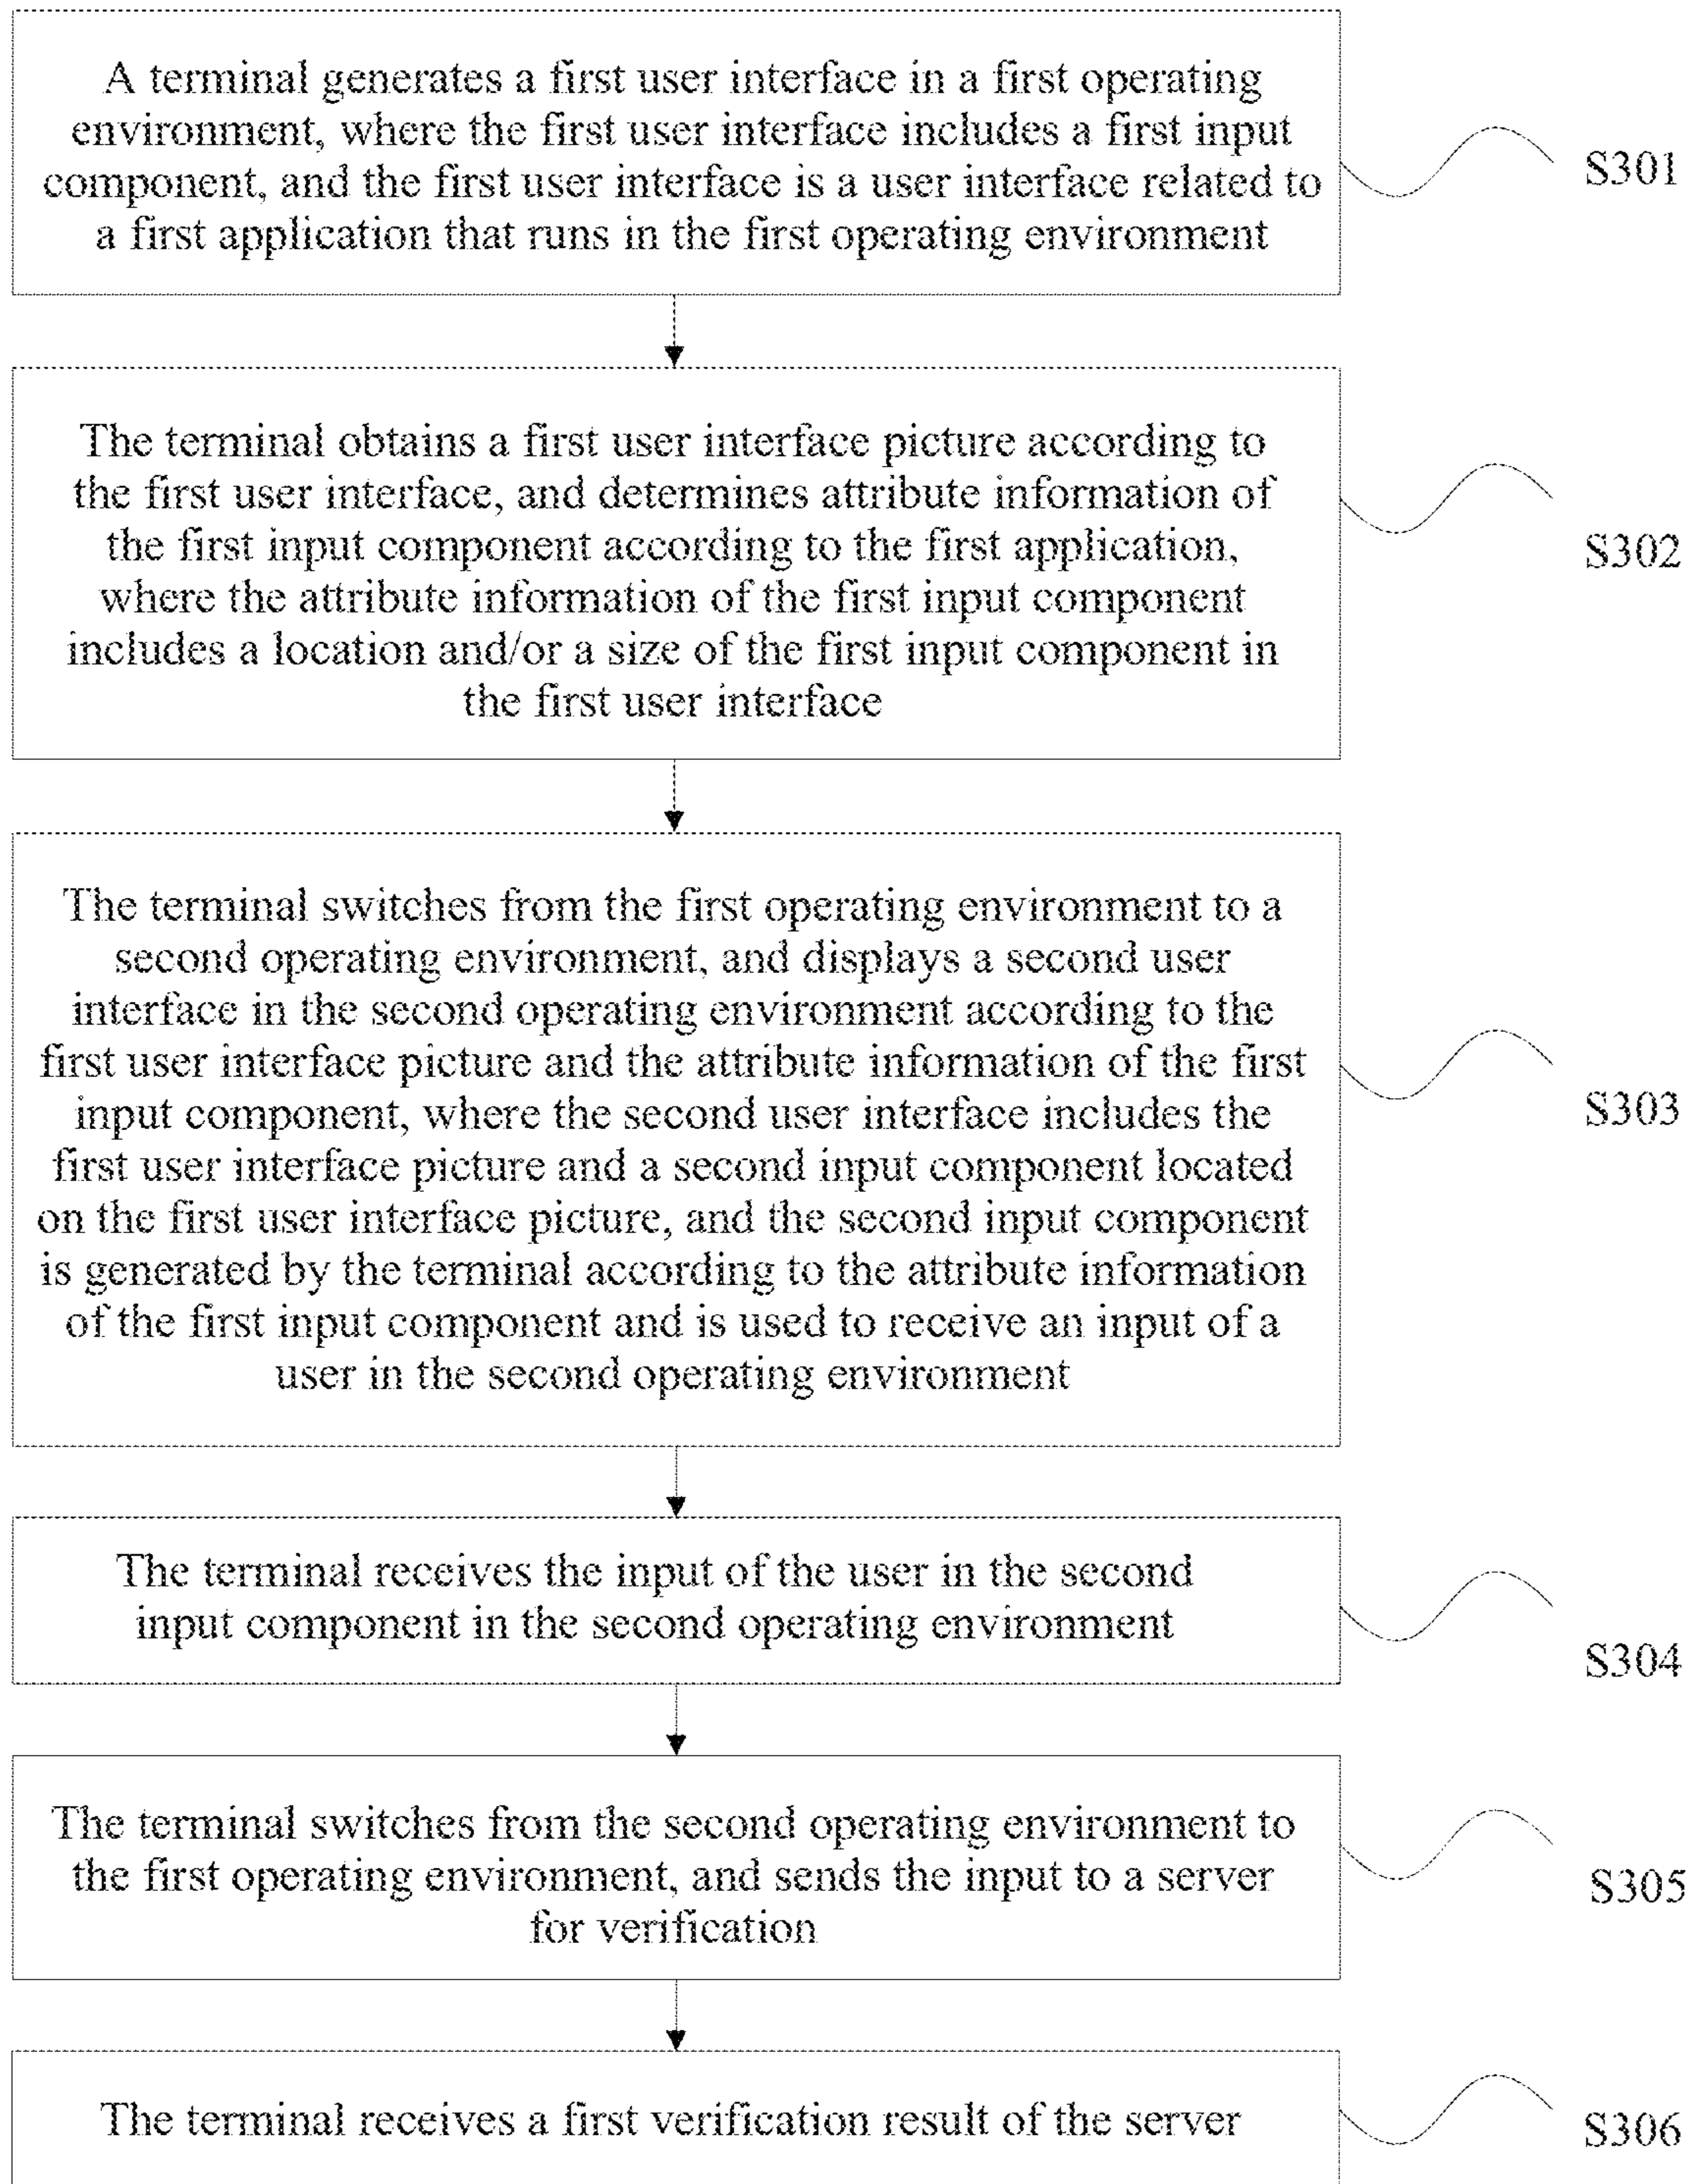 A terminal generates a first user interface in a first operating
environment, where the first user interface includes a first input
component, and the first user interface is a user interface related to
a first application that runs in the first operating environment
S301
The terminal obtains a first user interface picture according to
the first user interface, and determines attribute information of
the first input component according to the first application,
where the attribute information of the first input component
includes a location and/or a size of the first input component in
the first user interface
S302
The terminal switches from the first operating environment to a
second operating environment, and displays a second user
interface in the second operating environment according to the
first user interface picture and the attribute information of the first
input component, where the second user interface includes the
first user interface picture and a second input component located
on the first user interface picture, and the second input component
is generated by the terminal according to the attribute information
of the first input component and is used to receive an input of a
user in the second operating environment
S303
The terminal receives the input of the user in the second
input component in the second operating environment
S304
The terminal switches from the second operating environment to
the first operating environment, and sends the input to a server
for verification
S305
The terminal receives a first verification result of the server
S306